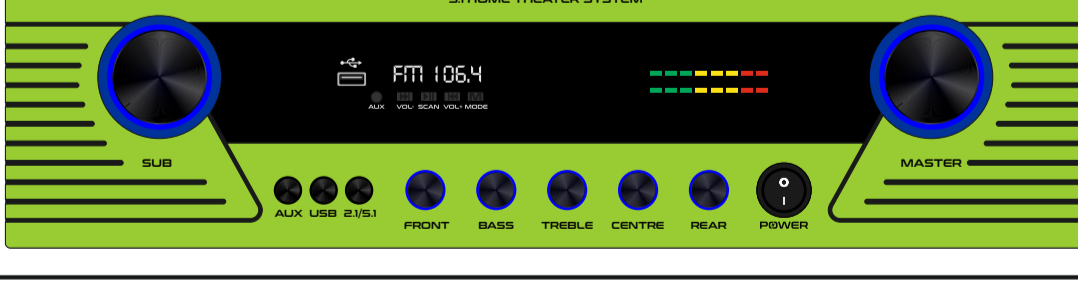 5.1 HOME THEATER SYSTEM
FM 106.4
AUX VOL- SCAN VOL+ MODE
SUB
MASTER
AUX USB 2.1/5.1
FRONT BASS TREBLE CENTRE REAR POWER